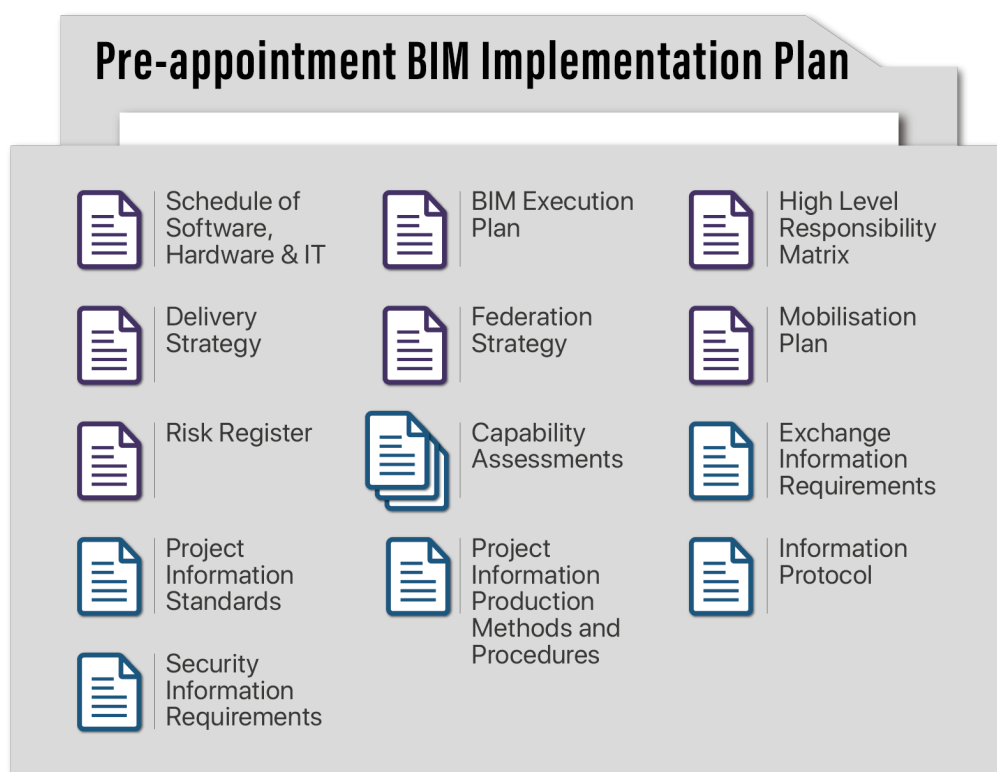 Pre-appointment BIM Implementation Plan
Schedule of
Software,
Hardware & IT
BIM Execution
Plan
High Level
Responsibility
Matrix
Delivery
Strategy
Federation
Strategy
Mobilisation
Plan
Risk Register
Capability
Assessments
Exchange
Information
Requirements
Project
Information
Standards
Project
Information
Production
Methods and
Procedures
Information
Protocol
Security
Information
Requirements